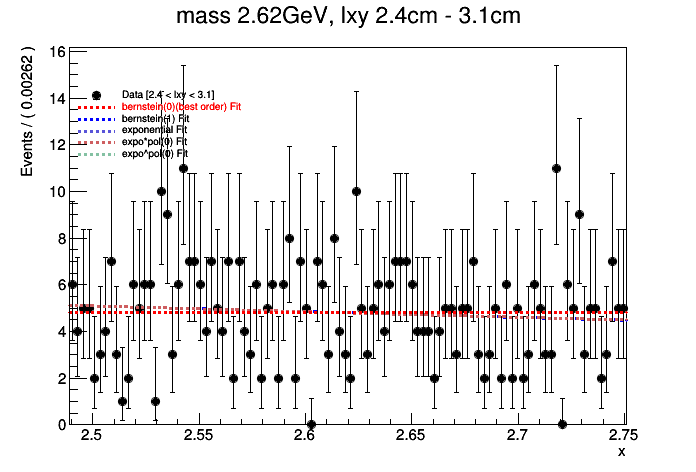 mass 2.62GeV, lxy 2.4cm - 3.1cm
Events / ( 0.00262 )
16
14
12
10
8
6
4
2
0
Data [2.4 < lxy < 3.1]
bernstein(0)(best order) Fit
bernstein(1) Fit
exponential Fit
expo*pol(0) Fit
expo^pol(0) Fit
2.5 2.55 2.6 2.65 2.7 2.75
x